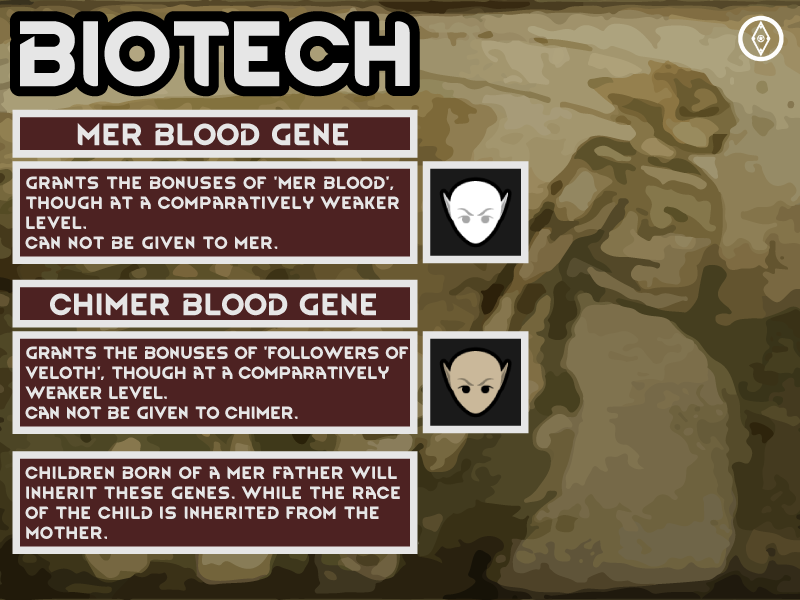 BIOTECH
MER BLOOD GENE
GRANTS THE BONUSES OF 'MER BLOOD',
THOUGH AT A COMPARATIVELY WEAKER
LEVEL.
CAN NOT BE GIVEN TO MER.
CHIMER BLOOD GENE
GRANTS THE BONUSES OF 'FOLLOWERS OF
VELOTH', THOUGH AT A COMPARATIVELY
WEAKER LEVEL.
CAN NOT BE GIVEN TO CHIMER.
CHILDREN BORN OF A MER FATHER WILL
INHERIT THESE GENES. WHILE THE RACE
OF THE CHILD IS INHERITED FROM THE
MOTHER.